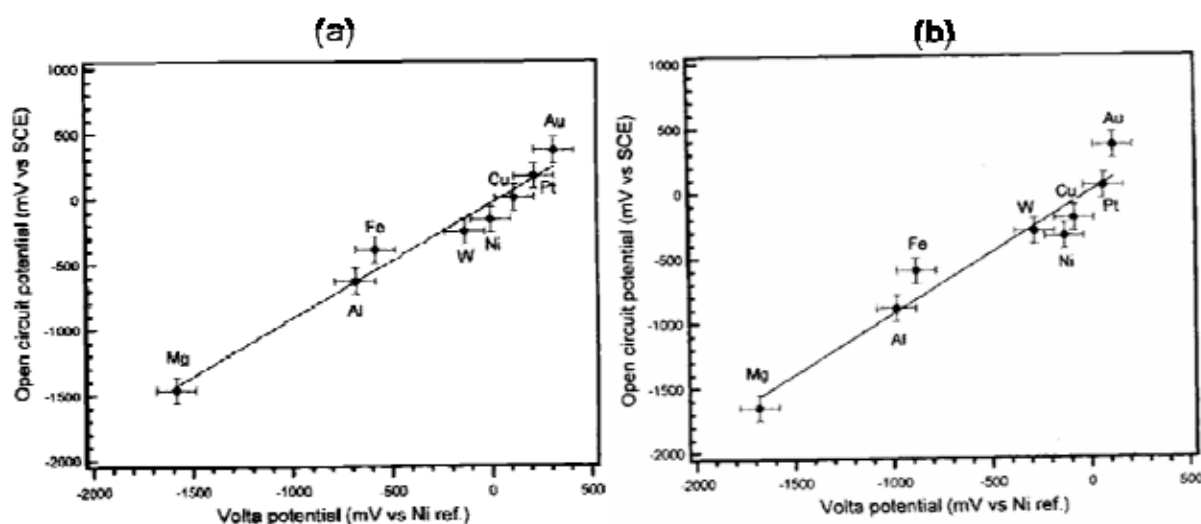 (a)
1000
500
0
-500
-1000
-1500
-2000
Open circuit potential (mV vs SCE)
Au
Cu
Pt
Fe
W
Ni
Al
Mg
-2000
-1500
-1000
-500
0
500
Volta potential (mV vs Ni ref.)
(b)
1000
500
0
-500
-1000
-1500
-2000
Open circuit potential (mV vs SCE)
Au
Cu
W
Pt
Ni
Fe
Al
Mg
-2000
-1500
-1000
-500
0
500
Volta potential (mV vs Ni ref.)